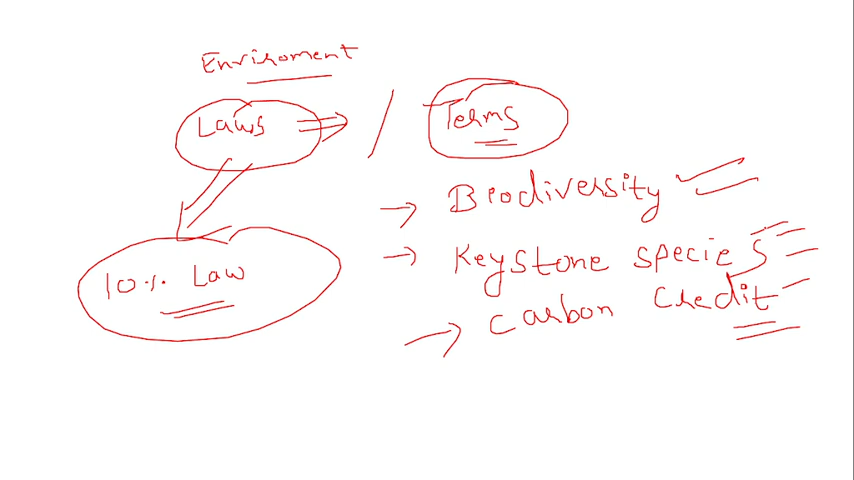 Enviroment
Laws / Terms
Biodiversity
Keystone species
10% Law
Carbon Credit